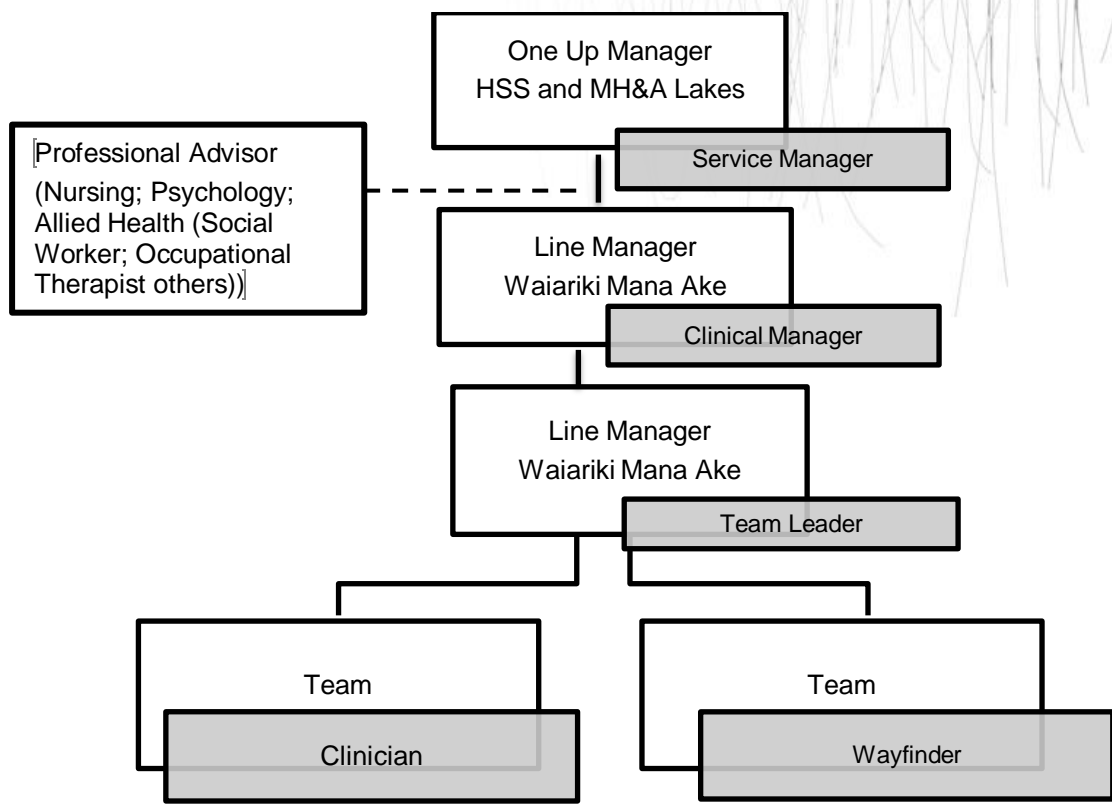 One Up Manager
HSS and MH&A Lakes
Service Manager
[Professional Advisor
(Nursing; Psychology;
Allied Health (Social
Worker; Occupational
Therapist others))]
Line Manager
Waiariki Mana Ake
Clinical Manager
Line Manager
Waiariki Mana Ake
Team Leader
Team
Clinician
Team
Wayfinder